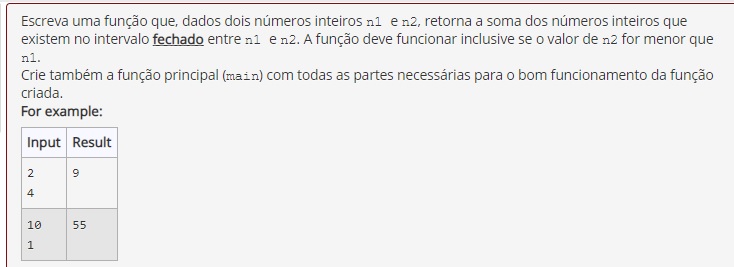 Escreva uma função que, dados dois números inteiros n1 e n2, retorna a soma dos números inteiros que
existem no intervalo fechado entre n1 e n2. A função deve funcionar inclusive se o valor de n2 for menor que
n1.
Crie também a função principal (main) com todas as partes necessárias para o bom funcionamento da função
criada.
For example:
Input Result
2 9
4
10 55
1